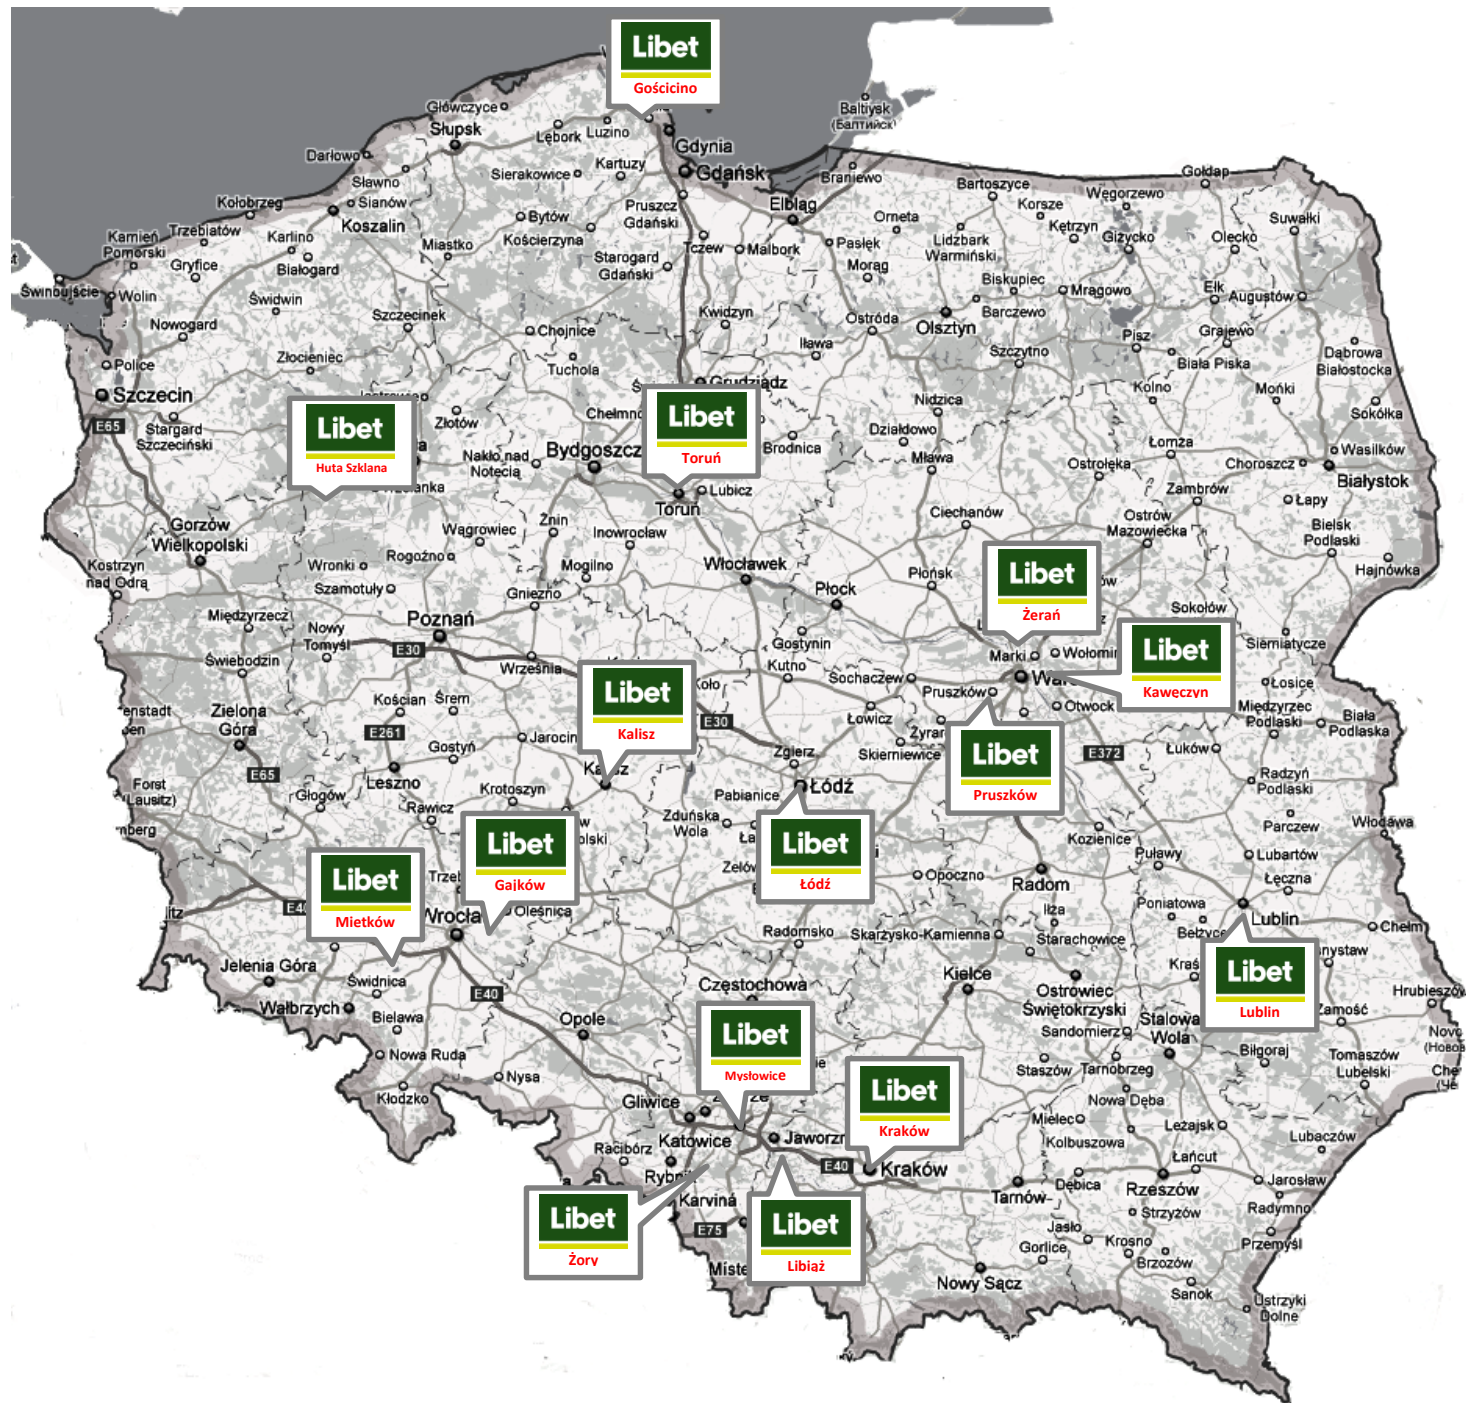 Libet
Gościcino
Główczyce
Słupsk
Lębork
Luzino
Gdynia
Gdańsk
Baltiysk
(Балтийск)
Darłowo
Sławno
Sierakowice
Kartuzy
Braniewo
Bartoszyce
Gołdap
Węgorzewo
Kołobrzeg
Sianów
Koszalin
Bytów
Kościerzyna
Pruszcz
Gdański
Elbląg
Orneta
Korsze
Kętrzyn
Giżycko
Olecko
Suwałki
Kamień
Pomorski
Trzebiatów
Gryfice
Karlino
Białogard
Miastko
Starogard
Gdański
Tczew
Malbork
Pasłęk
Morąg
Lidzbark
Warmiński
Biskupiec
Mrągowo
Ełk
Augustów
Świnoujście
Wolin
Nowogard
Świdwin
Szczecinek
Chojnice
Kwidzyn
Ostróda
Olsztyn
Barczewo
Pisz
Grajewo
Police
Złocieniec
Tuchola
Iława
Szczytno
Biała Piska
Dąbrowa
Białostocka
Szczecin
E65
Stargard
Szczeciński
Złotów
Grudziądz
Nidzica
Kolno
Mońki
Sokółka
Libet
Huta Szklana
Libet
Toruń
Nakło nad
Notecią
Bydgoszcz
Brodnica
Działdowo
Mława
Ostrołęka
Łomża
Choroszcz
Wasilków
Białystok
Lubicz
Toruń
Zambrów
Łapy
Gorzów
Wielkopolski
Wągrowiec
Żnin
Inowrocław
Ciechanów
Ostrów
Mazowiecka
Bielsk
Podlaski
Hajnówka
Kostrzyn
nad Odrą
Wronki
Rogoźno
Szamotuły
Mogilno
Włocławek
Płock
Płońsk
Libet
Żerań
Międzyrzecz
Nowy
Tomyśl
Poznań
E30
Gniezno
Września
Gostynin
Kutno
Sochaczew
Marki
Sokołów
Siemiatycze
Libet
Kawęczyn
Świebodzin
Kościan
Śrem
Libet
Kalisz
Koło
E30
Łowicz
Pruszków
Otwock
Łosice
Międzyrzec
Podlaski
Biała
Podlaska
Zielona
Góra
E261
Gostyń
Jarocin
Skierniewice
Libet
Pruszków
E372
Łuków
Forst
(Lausitz)
E65
Głogów
Leszno
Rawicz
Krotoszyn
Zgierz
Łódź
Pabianice
Zduńska
Wola
Radzyń
Podlaski
Parczew
Włodawa
Kozienice
Puławy
Lubartów
Łęczna
Libet
Mietków
Libet
Gajków
Libet
Łódź
Opoczno
Radom
Oleśnica
Radomsko
Skarżysko-Kamienna
Iłża
Starachowice
Poniatowa
Lublin
Chełm
Jelenia Góra
Świdnica
Wałbrzych
Bielawa
E40
Opole
Częstochowa
Kielce
Ostrowiec
Świętokrzyski
Sandomierz
Stalowa
Wola
Libet
Lublin
Zamość
Hrubieszów
Nowa Ruda
Kłodzko
Nysa
Libet
Mysłowice
Staszów
Tarnobrzeg
Nowa Dęba
Biłgoraj
Tomaszów
Lubelski
Gliwice
Katowice
Racibórz
Libet
Kraków
E40
Kraków
Mielec
Kolbuszowa
Leżajsk
Łańcut
Lubaczów
Karviná
E75
Libet
Żory
Libet
Libiąż
Tarnów
Dębica
Rzeszów
Jarosław
Radymno
Przemyśl
Strzyżów
Jasło
Gorlice
Krosno
Brzozów
Nowy Sącz
Sanok
Ustrzyki
Dolne